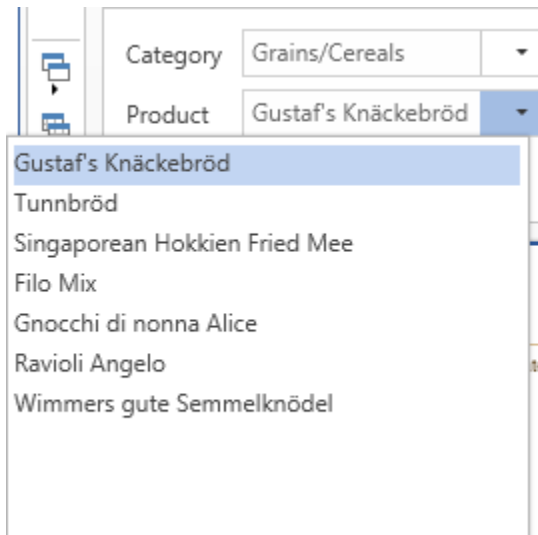 Category Grains/Cereals
Product Gustaf's Knäckebröd
Gustaf's Knäckebröd
Tunnbröd
Singaporean Hokkien Fried Mee
Filo Mix
Gnocchi di nonna Alice
Ravioli Angelo
Wimmers gute Semmelknödel